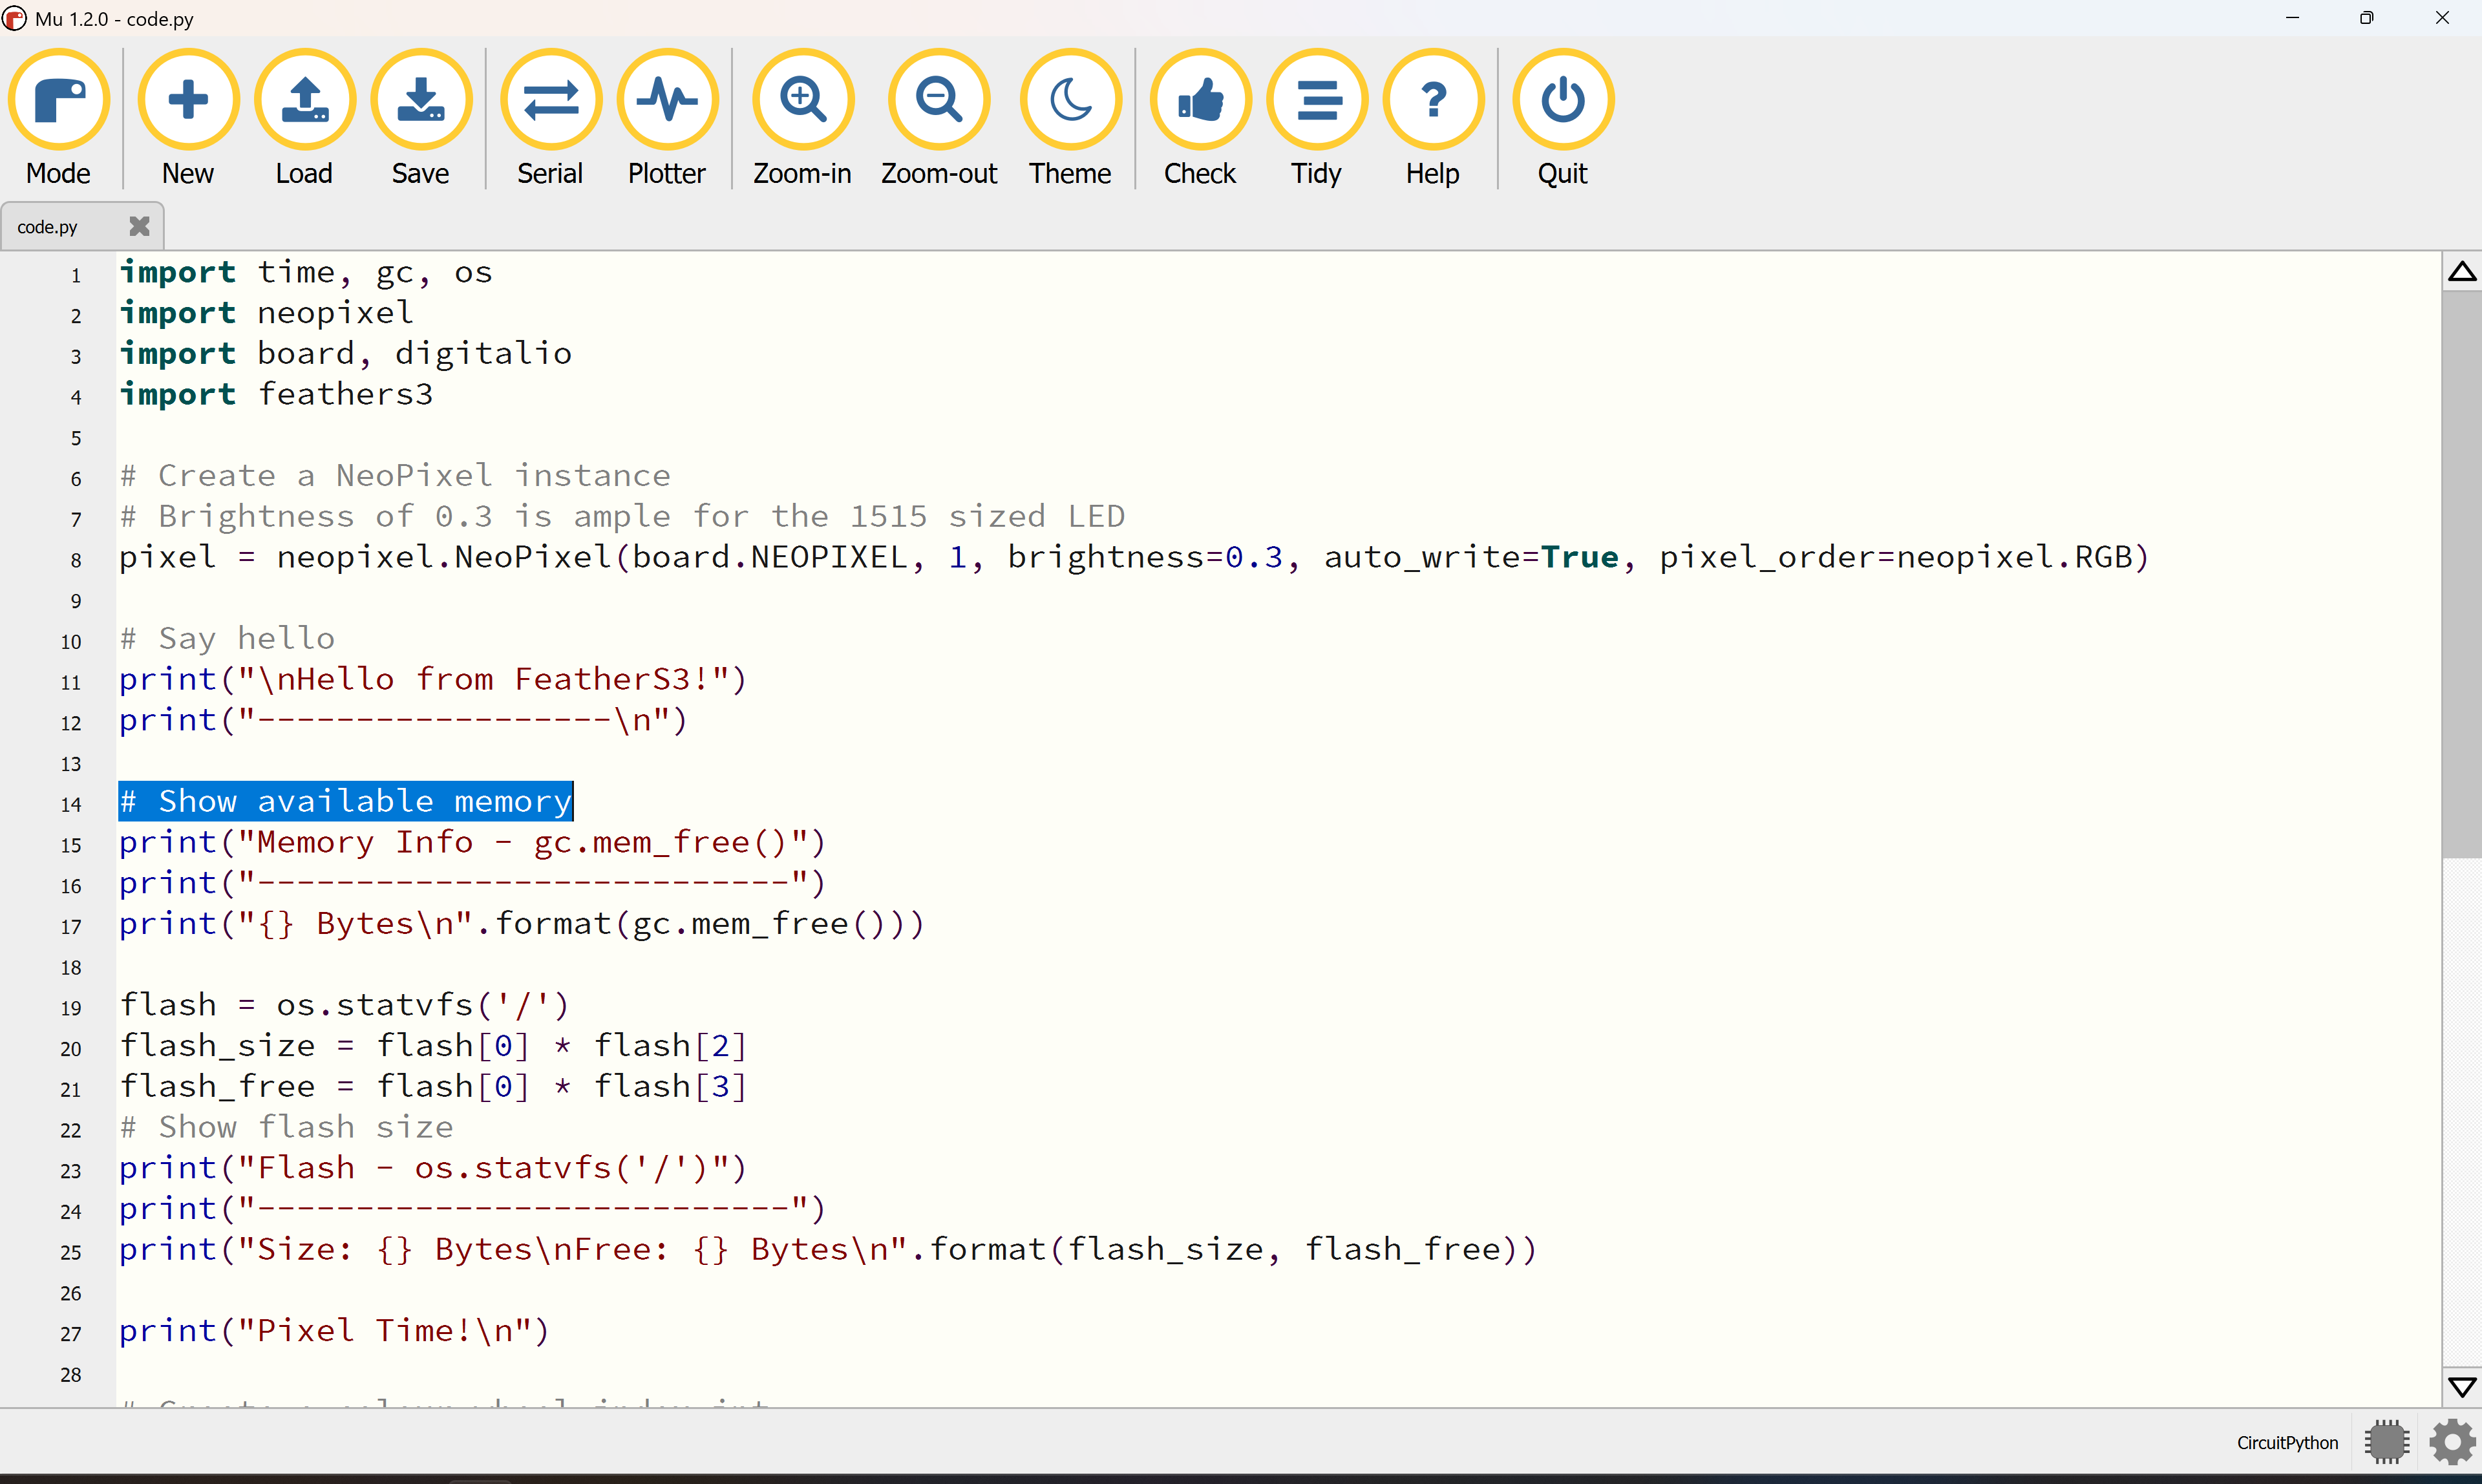 Mu 1.2.0 - code.py
Mode New Load Save Serial Plotter Zoom-in Zoom-out Theme Check Tidy Help Quit
code.py
1 import time, gc, os
2 import neopixel
3 import board, digitalio
4 import feathers3
5
6 # Create a NeoPixel instance
7 # Brightness of 0.3 is ample for the 1515 sized LED
8 pixel = neopixel.NeoPixel(board.NEOPIXEL, 1, brightness=0.3, auto_write=True, pixel_order=neopixel.RGB)
9
10 # Say hello
11 print("\nHello from FeatherS3!")
12 print("------------------\n")
13
14 # Show available memory
15 print("Memory Info - gc.mem_free()")
16 print("---------------------------")
17 print("{} Bytes\n".format(gc.mem_free()))
18
19 flash = os.statvfs('/')
20 flash_size = flash[0] * flash[2]
21 flash_free = flash[0] * flash[3]
22 # Show flash size
23 print("Flash - os.statvfs('/')")
24 print("---------------------------")
25 print("Size: {} Bytes\nFree: {} Bytes\n".format(flash_size, flash_free))
26
27 print("Pixel Time!\n")
28
CircuitPython